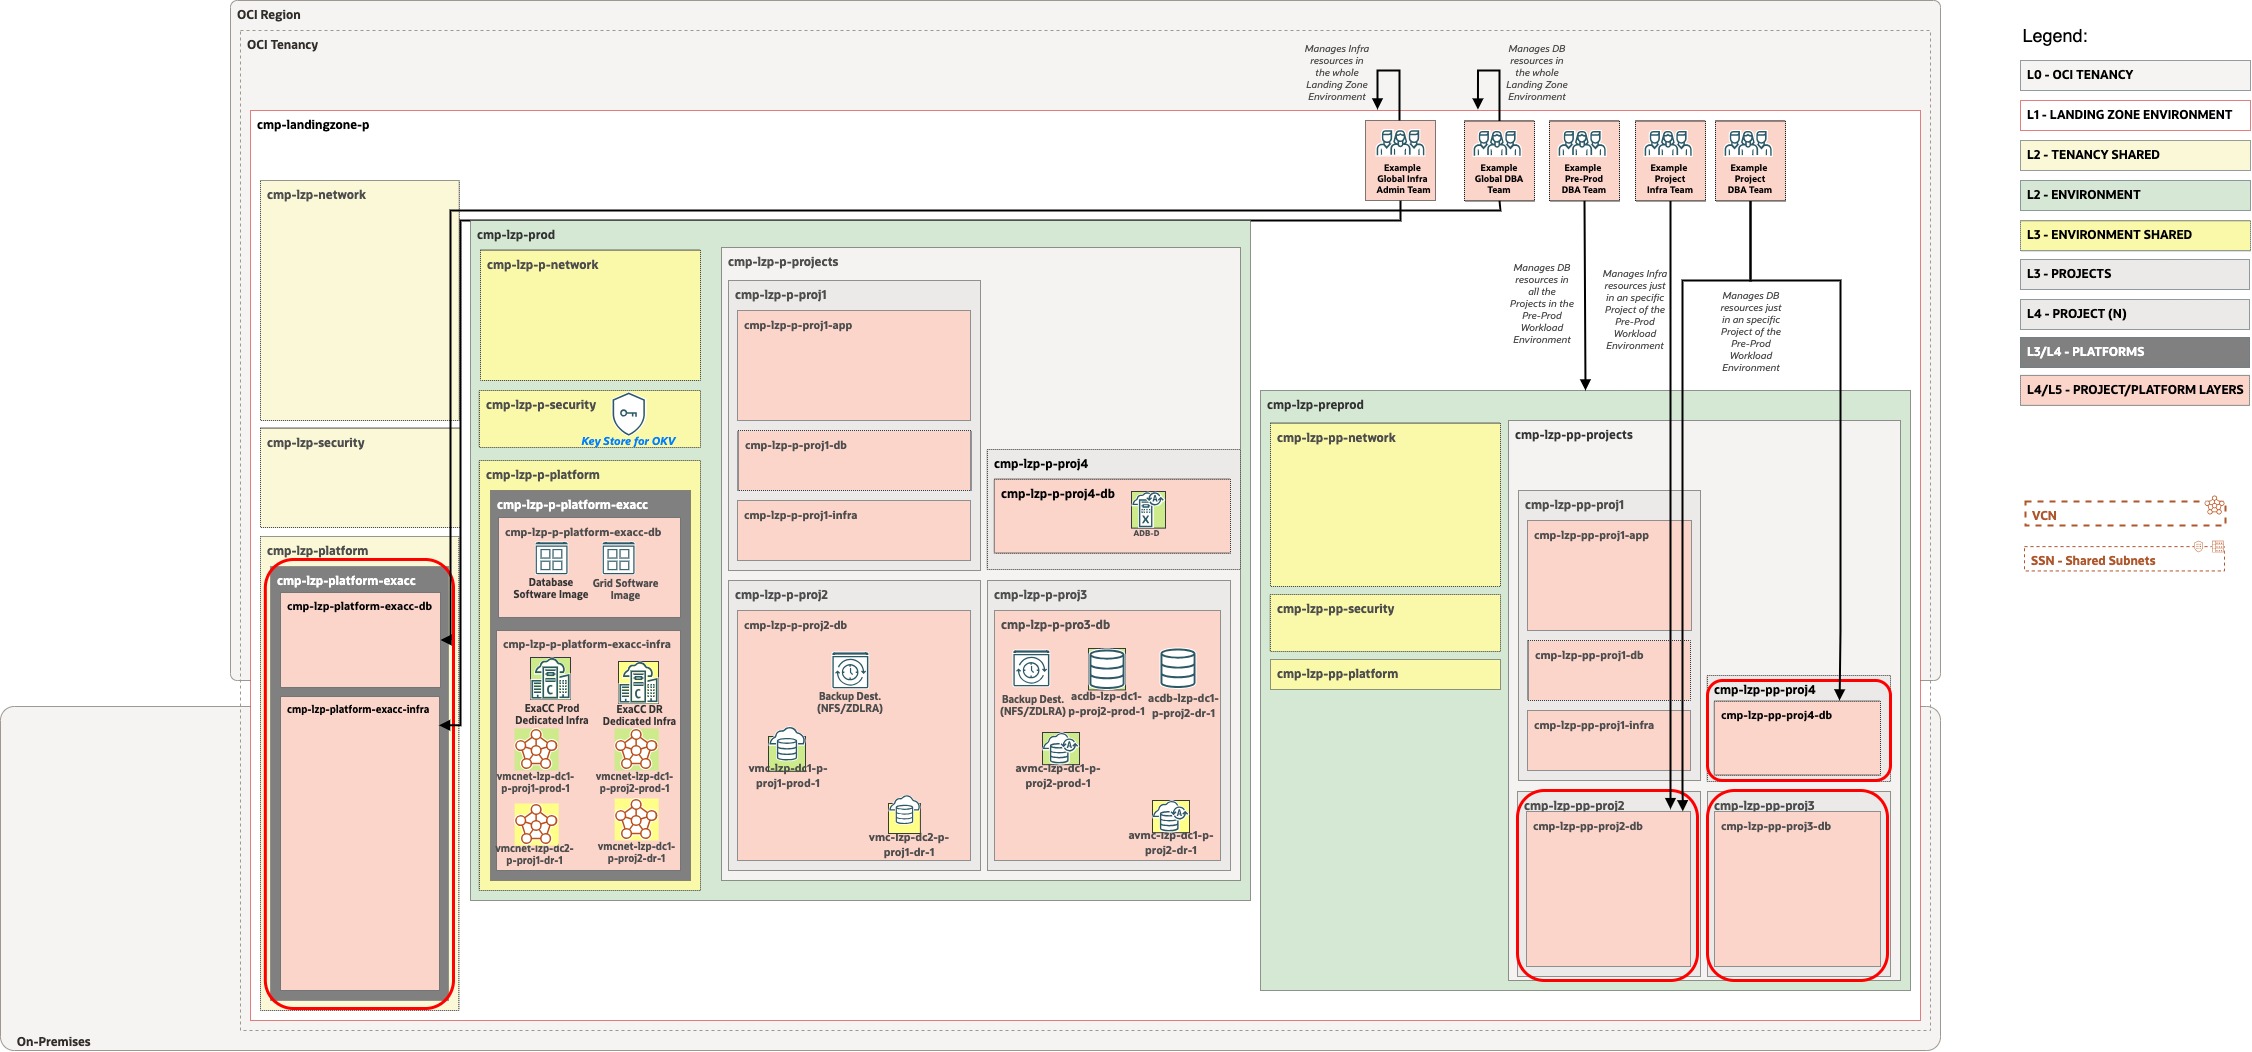 OCI Region
OCI Tenancy
cmp-landingzone-p
Manages Infra
resources in
the whole
Landing Zone
Environment
Manages DB
resources in
the whole
Landing Zone
Environment
Example
Global Infra
Admin Team
Example
Global DBA
Team
Example
Pre-Prod
DBA Team
Example
Project
Infra Team
Example
Project
DBA Team
cmp-lzp-network
cmp-lzp-security
cmp-lzp-platform
cmp-lzp-platform-exacc
cmp-lzp-platform-exacc-db
cmp-lzp-platform-exacc-infra
cmp-lzp-prod
cmp-lzp-p-network
cmp-lzp-p-security
Key Store for OKV
cmp-lzp-p-platform
cmp-lzp-p-platform-exacc
cmp-lzp-p-platform-exacc-db
Database
Software Image
Grid Software
Image
cmp-lzp-p-platform-exacc-infra
C
ExaCC Prod
Dedicated Infra
C
ExaCC DR
Dedicated Infra
vmcnet-lzp-dc1-
p-proj1-prod-1
vmcnet-lzp-dc1-
p-proj2-prod-1
vmcnet-lzp-dc2-
p-proj1-dr-1
vmcnet-lzp-dc1-
p-proj2-dr-1
cmp-lzp-p-projects
cmp-lzp-p-proj1
cmp-lzp-p-proj1-app
cmp-lzp-p-proj1-db
cmp-lzp-p-proj1-infra
cmp-lzp-p-proj4
cmp-lzp-p-proj4-db
A
X
ADB-D
cmp-lzp-p-proj2
cmp-lzp-p-proj2-db
Backup Dest.
(NFS/ZDLRA)
vmc-lzp-dc1-p-
proj1-prod-1
vmc-lzp-dc2-p-
proj1-dr-1
cmp-lzp-p-proj3
cmp-lzp-p-pro3-db
Backup Dest.
(NFS/ZDLRA)
acdb-lzp-dc1-
p-proj2-prod-1
acdb-lzp-dc1-
p-proj2-dr-1
A
avmc-lzp-dc1-p-
proj2-prod-1
A
avmc-lzp-dc1-p-
proj2-dr-1
Manages DB
resources in
all the
Projects in the
Pre-Prod
Workload
Environment
Manages Infra
resources just
in an specific
Project of the
Pre-Prod
Workload
Environment
Manages DB
resources just
in an specific
Project of the
Pre-Prod
Workload
Environment
cmp-lzp-preprod
cmp-lzp-pp-network
cmp-lzp-pp-security
cmp-lzp-pp-platform
cmp-lzp-pp-projects
cmp-lzp-pp-proj1
cmp-lzp-pp-proj1-app
cmp-lzp-pp-proj1-db
cmp-lzp-pp-proj1-infra
cmp-lzp-pp-proj4
cmp-lzp-pp-proj4-db
cmp-lzp-pp-proj2
cmp-lzp-pp-proj2-db
cmp-lzp-pp-proj3
cmp-lzp-pp-proj3-db
On-Premises
Legend:
L0 - OCI TENANCY
L1 - LANDING ZONE ENVIRONMENT
L2 - TENANCY SHARED
L2 - ENVIRONMENT
L3 - ENVIRONMENT SHARED
L3 - PROJECTS
L4 - PROJECT (N)
L3/L4 - PLATFORMS
L4/L5 - PROJECT/PLATFORM LAYERS
VCN
SSN - Shared Subnets